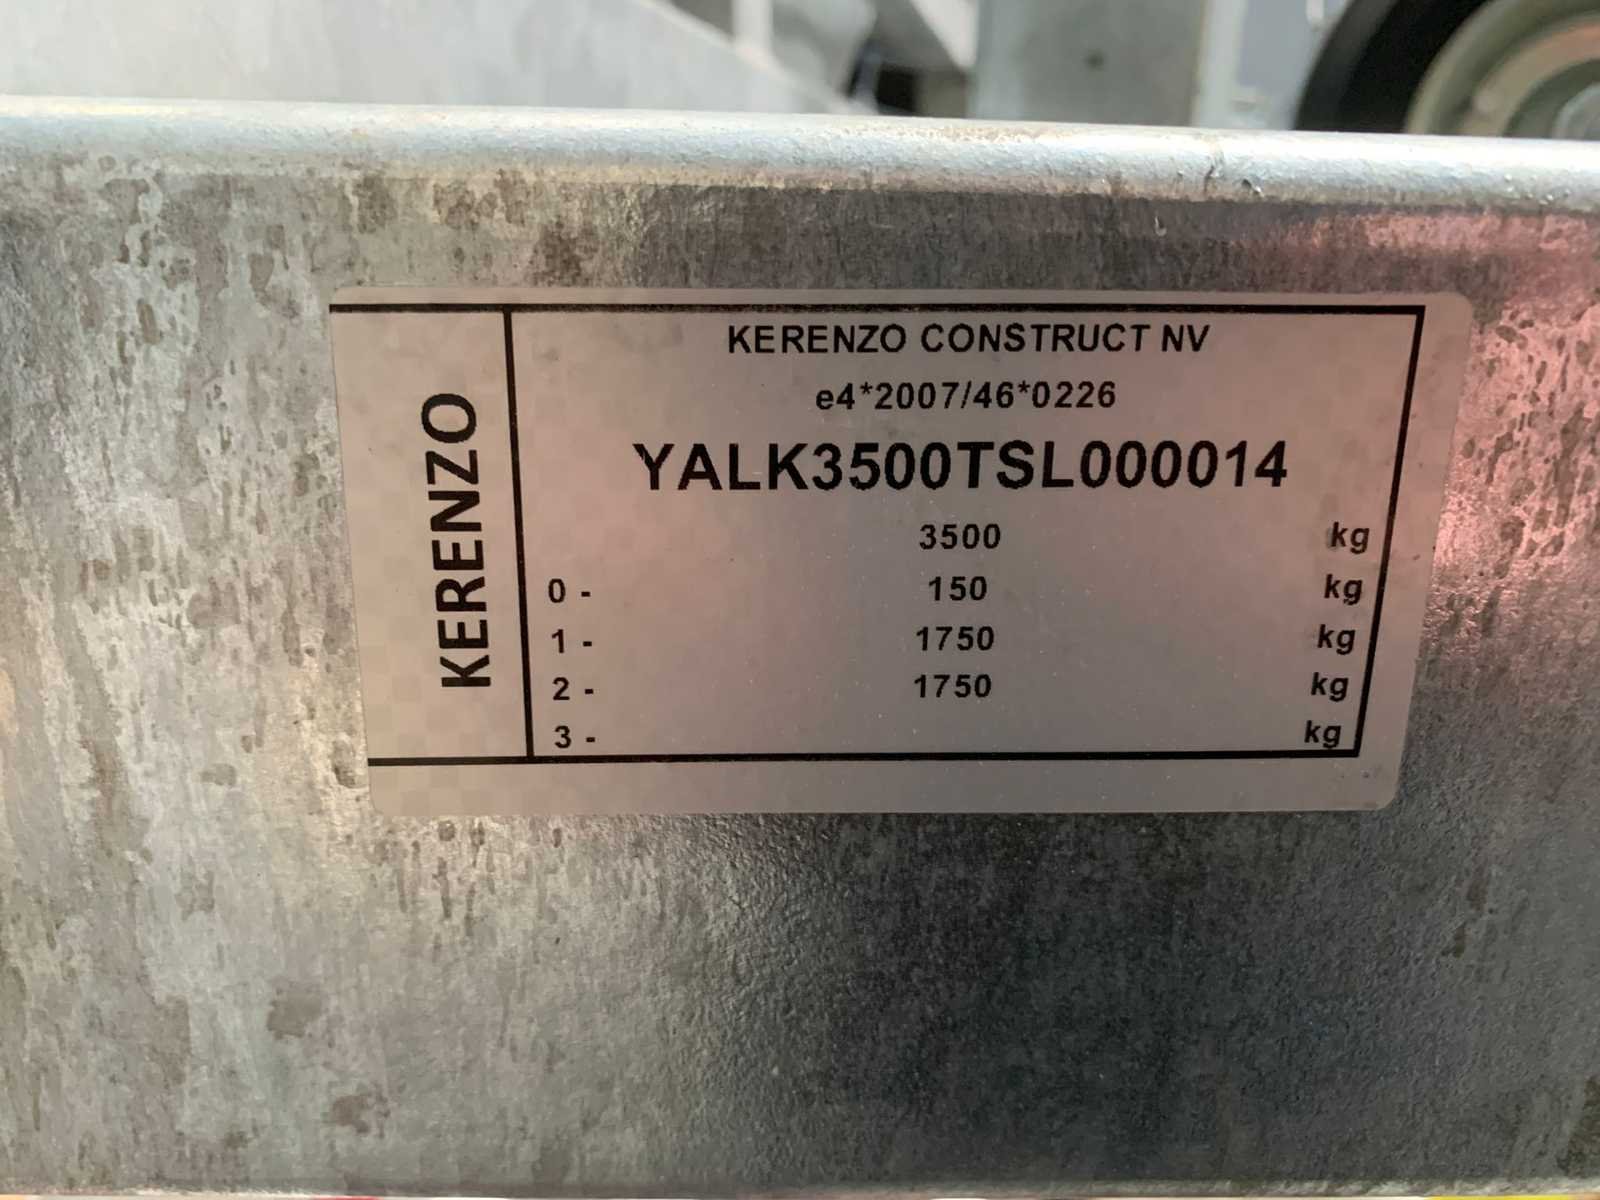 KERENZO
KERENZO CONSTRUCT NV
e4*2007/46*0226
YALK3500TSL000014
3500 kg
0 - 150 kg
1 - 1750 kg
2 - 1750 kg
3 - kg